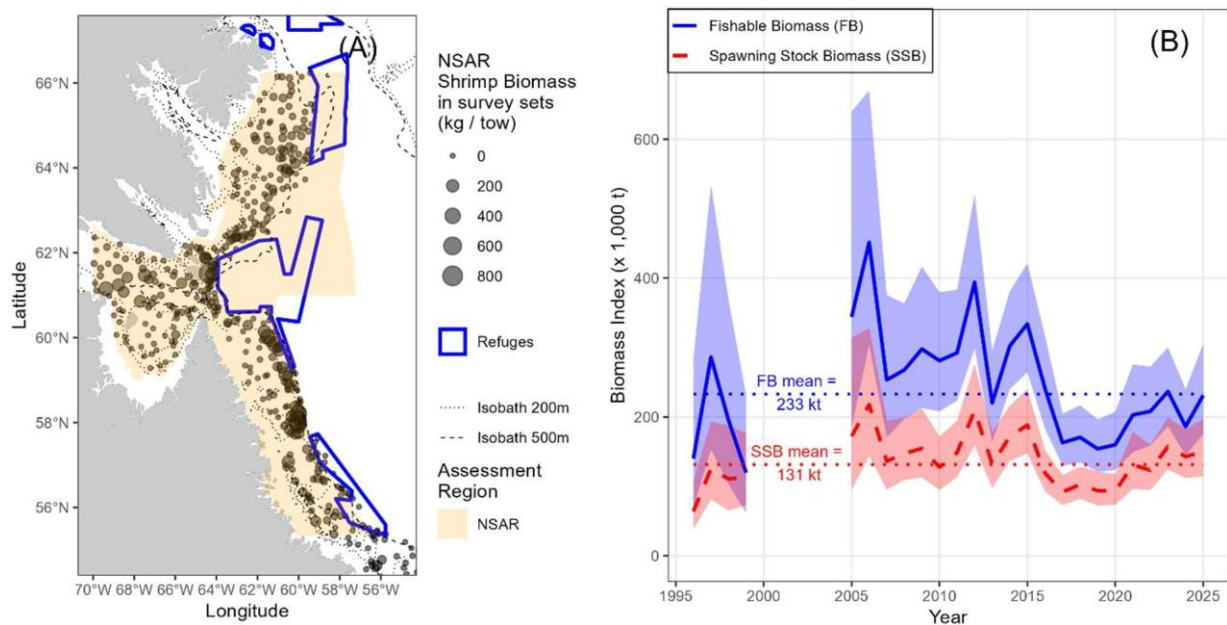 (A)
66°N
64°N
62°N
60°N
58°N
56°N
Latitude
70°W 68°W 66°W 64°W 62°W 60°W 58°W 56°W
Longitude
NSAR
Shrimp Biomass
in survey sets
(kg / tow)
0
200
400
600
800
Refuges
Isobath 200m
Isobath 500m
Assessment
Region
NSAR
Fishable Biomass (FB)
Spawning Stock Biomass (SSB)
(B)
Biomass Index (x 1,000 t)
600
400
200
0
FB mean =
233 kt
SSB mean =
131 kt
1995 2000 2005 2010 2015 2020 2025
Year